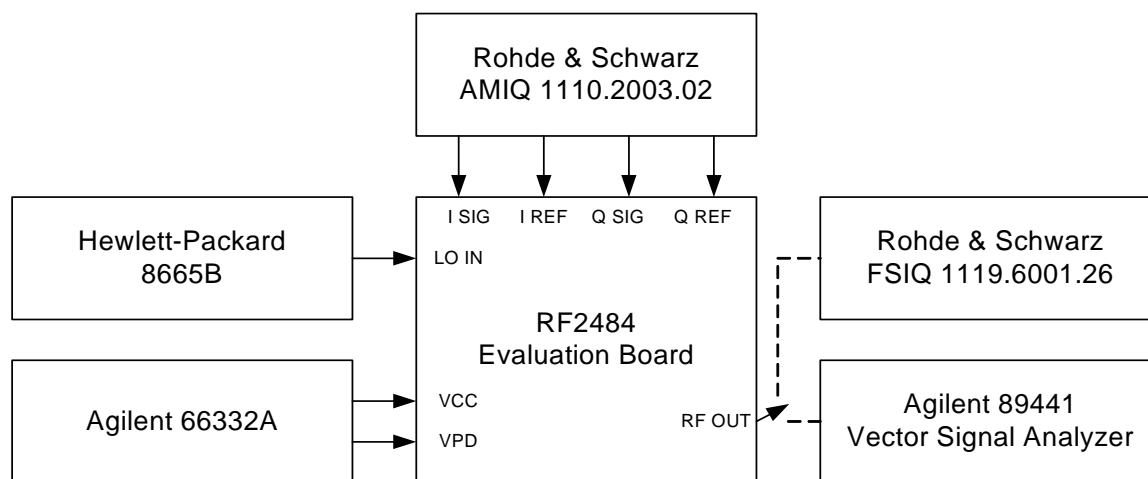 Rohde & Schwarz
AMIQ 1110.2003.02
I SIG I REF Q SIG Q REF
Hewlett-Packard
8665B
LO IN
Rohde & Schwarz
FSIQ 1119.6001.26
RF2484
Evaluation Board
Agilent 66332A
VCC
VPD
RF OUT
Agilent 89441
Vector Signal Analyzer